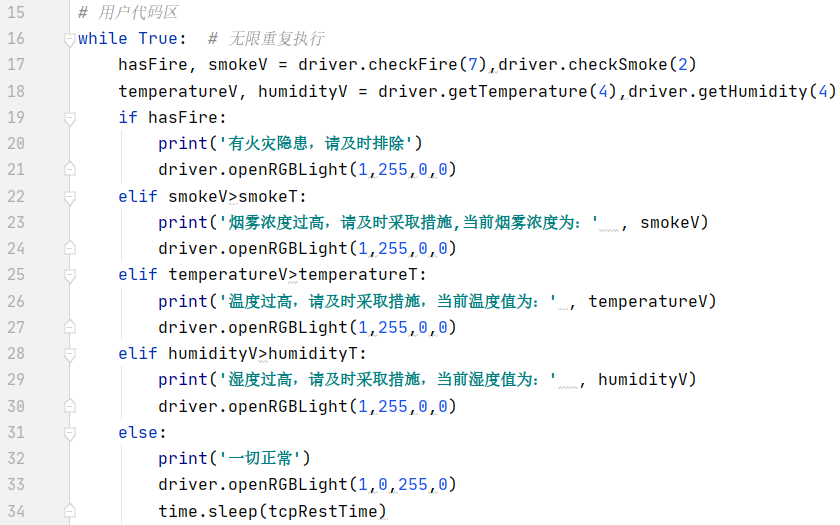 15 # 用户代码区
16 while True:  # 无限重复执行
17     hasFire, smokeV = driver.checkFire(7),driver.checkSmoke(2)
18     temperatureV, humidityV = driver.getTemperature(4),driver.getHumidity(4)
19     if hasFire:
20         print('有火灾隐患，请及时排除')
21         driver.openRGBLight(1,255,0,0)
22     elif smokeV>smokeT:
23         print('烟雾浓度过高，请及时采取措施,当前烟雾浓度为：'  , smokeV)
24         driver.openRGBLight(1,255,0,0)
25     elif temperatureV>temperatureT:
26         print('温度过高，请及时采取措施，当前温度值为：' , temperatureV)
27         driver.openRGBLight(1,255,0,0)
28     elif humidityV>humidityT:
29         print('湿度过高，请及时采取措施，当前湿度值为：'  , humidityV)
30         driver.openRGBLight(1,255,0,0)
31     else:
32         print('一切正常')
33         driver.openRGBLight(1,0,255,0)
34         time.sleep(tcpRestTime)